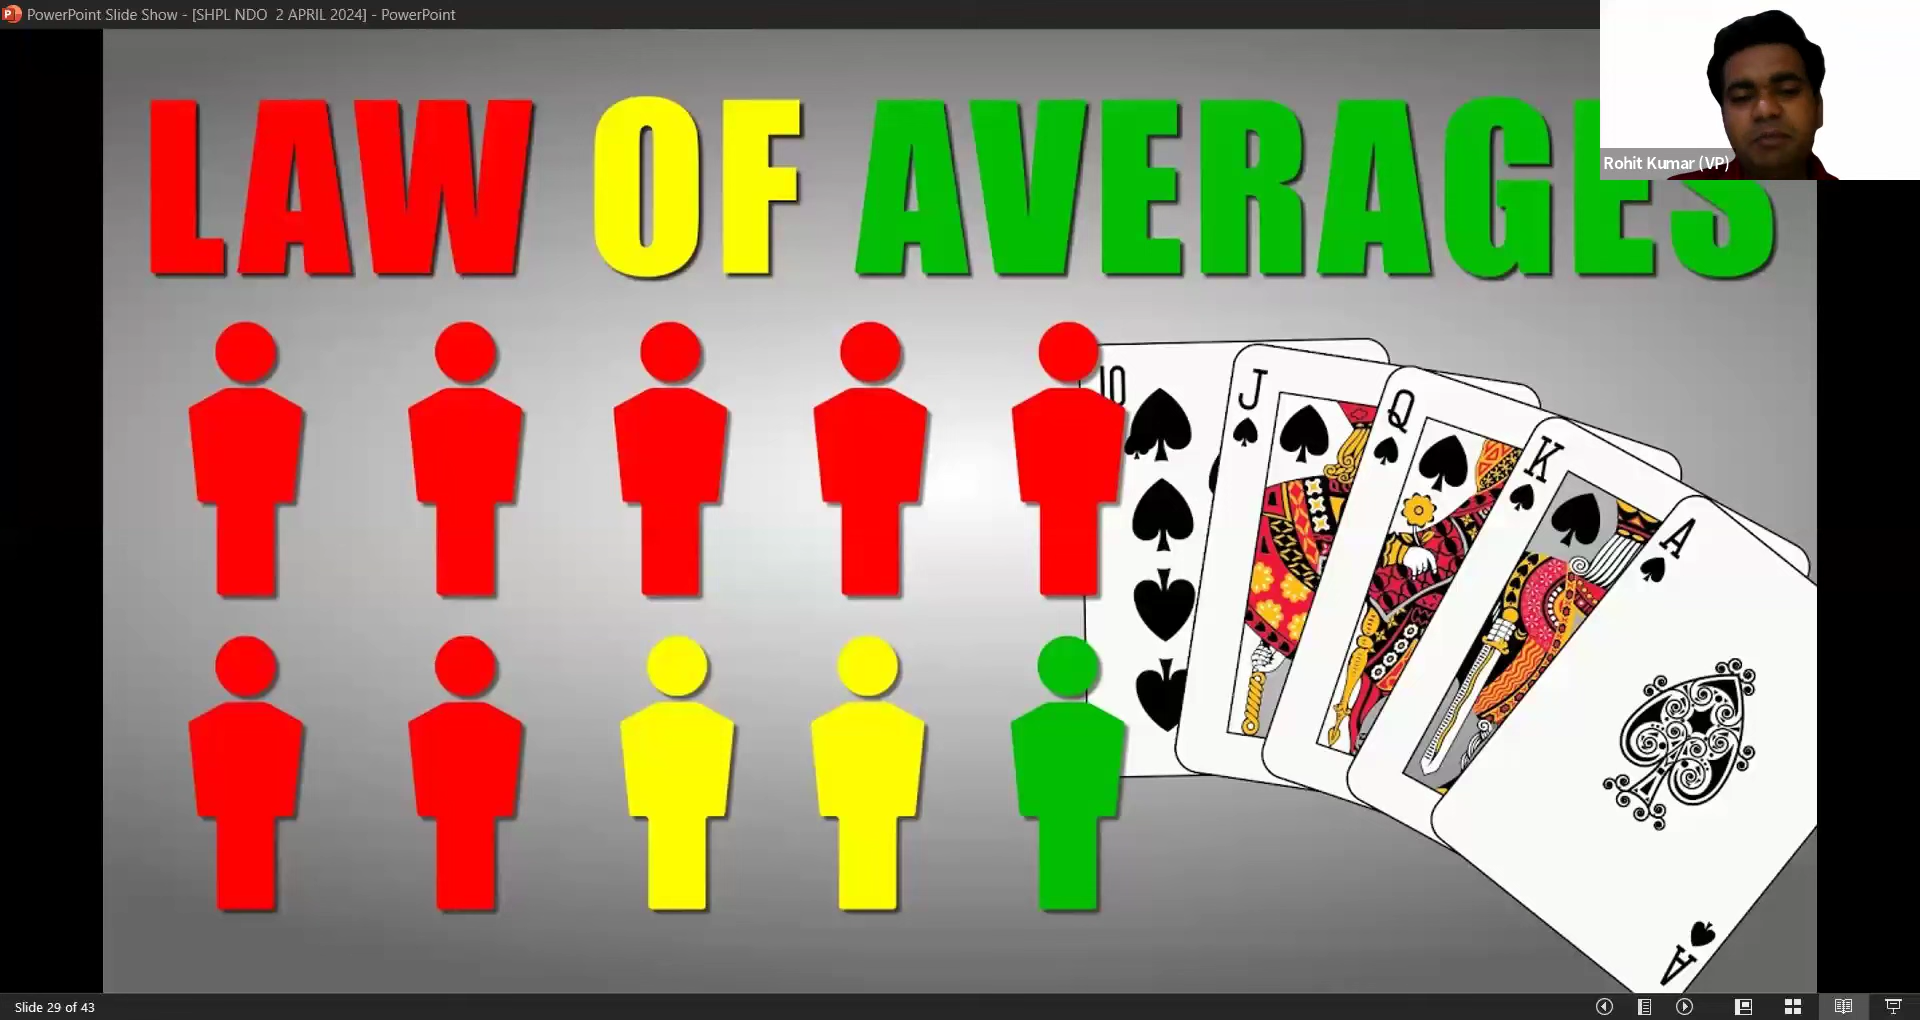 PowerPoint Slide Show - [SHPL NDO  2 APRIL 2024] - PowerPoint
Rohit Kumar (VP)
LAW OF AVERAGES
10
J
Q
K
A
A
Slide 29 of 43